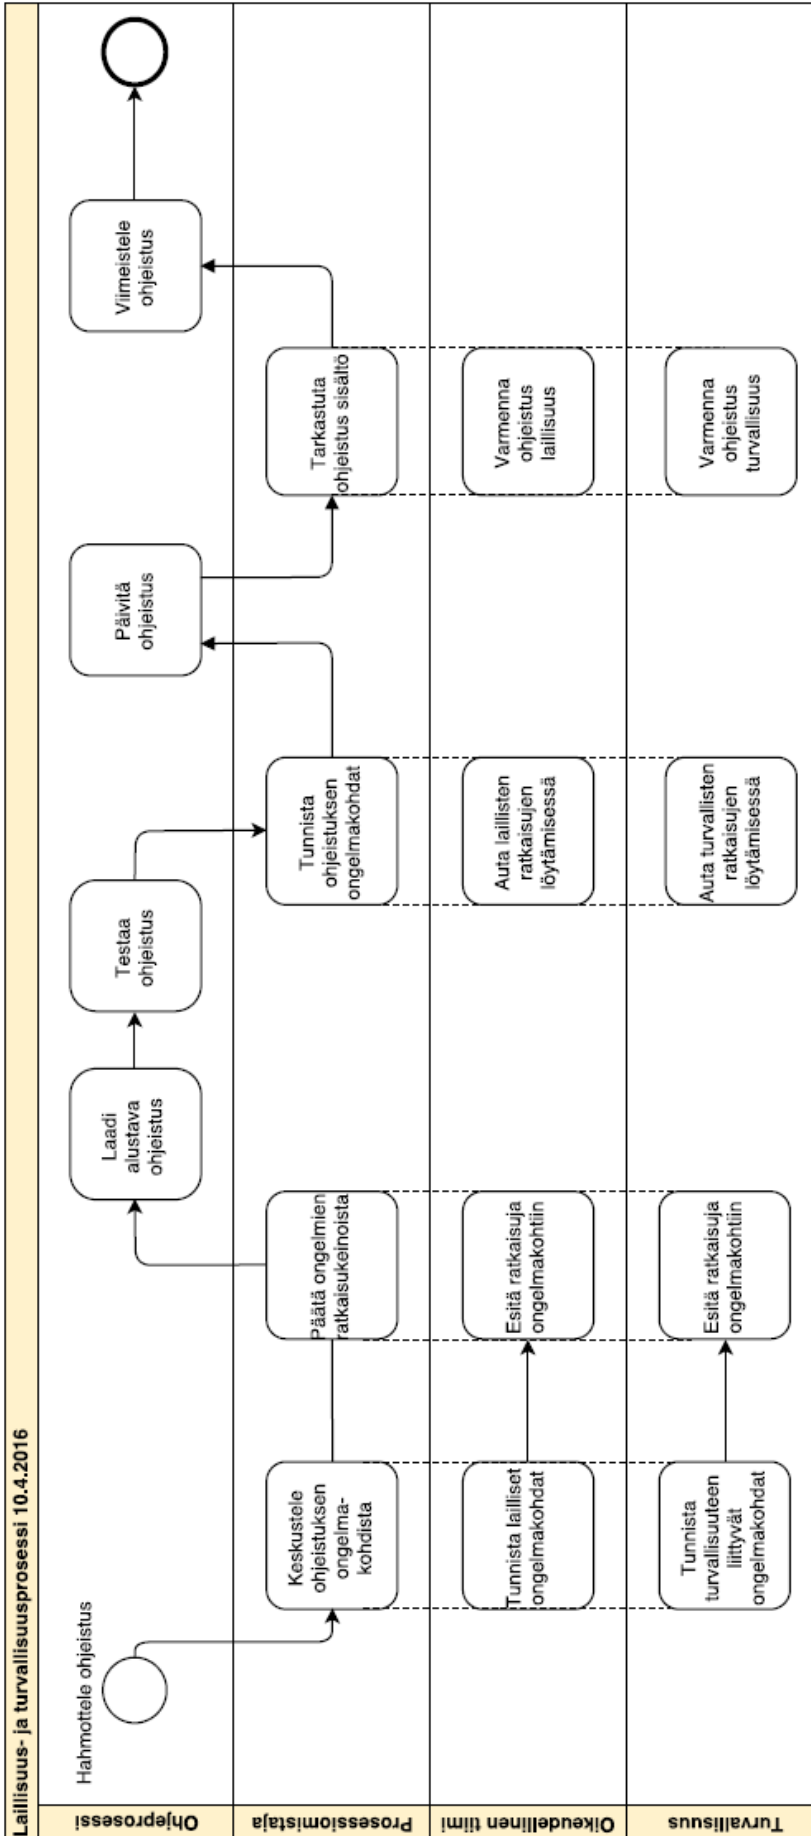 Laillisuus- ja turvallisuusprosessi 10.4.2016
Ohjeprosessi
Hahmottele ohjeistus
Laadi
alustava
ohjeistus
Testaa
ohjeistus
Päivitä
ohjeistus
Viimeistele
ohjeistus
Prosessiomistaja
Keskustele
ohjeistuksen
ongelma-
kohdista
Päätä ongelmien
ratkaisukeinoista
Tunnista
ohjeistuksen
ongelmakohdat
Tarkastuta
ohjeistus sisältö
Oikeudellinen tiimi
Tunnista lailliset
ongelmakohdat
Esitä ratkaisuja
ongelmakohtiin
Auta laillisten
ratkaisujen
löytämisessä
Varmenna
ohjeistus
laillisuus
Turvallisuus
Tunnista
turvallisuuteen
liittyvät
ongelmakohdat
Esitä ratkaisuja
ongelmakohtiin
Auta turvallisten
ratkaisujen
löytämisessä
Varmenna
ohjeistus
turvallisuus